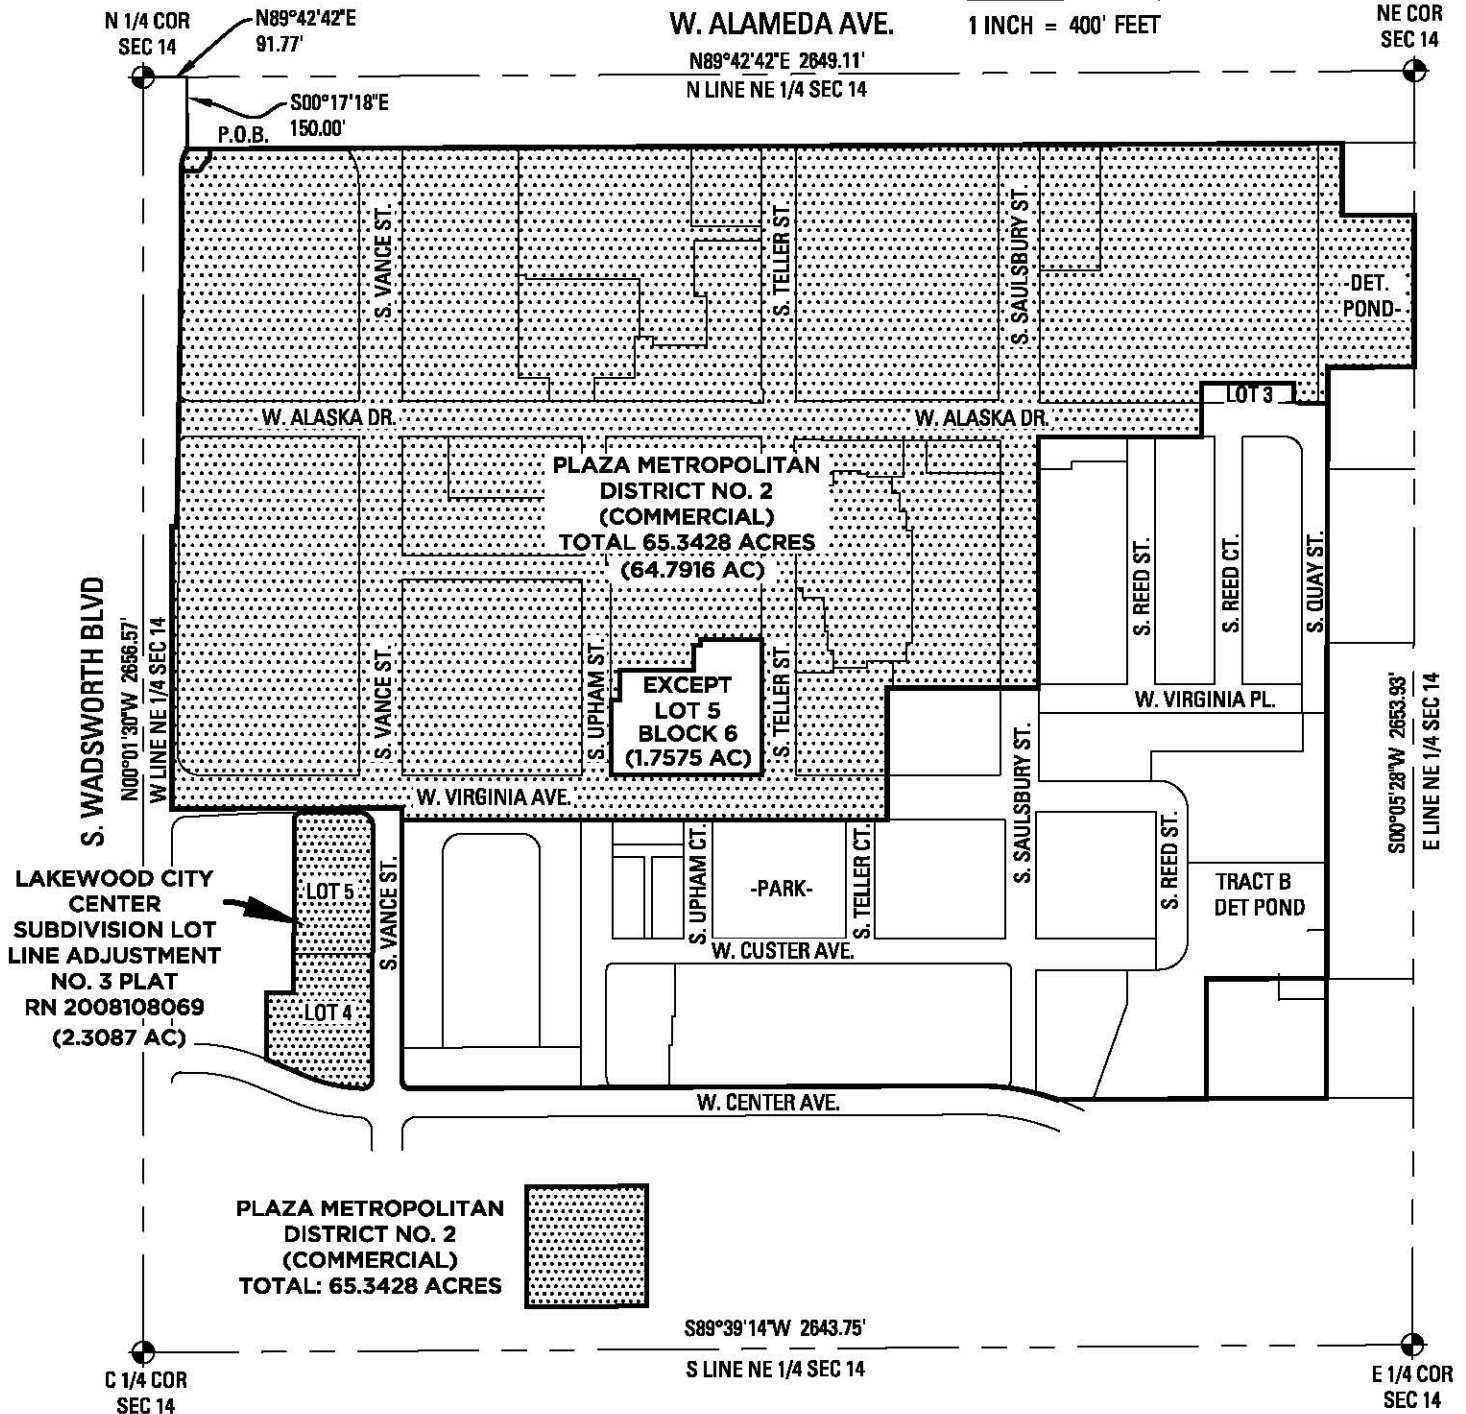 N 1/4 COR
SEC 14
N89°42'42"E
91.77'
W. ALAMEDA AVE.
1 INCH = 400' FEET
NE COR
SEC 14
N89°42'42"E 2649.11'
N LINE NE 1/4 SEC 14
S00°17'18"E
150.00'
P.O.B.
S. VANCE ST.
S. TELLER ST.
S. SAULSBURY ST.
-DET.
POND-
LOT 3
W. ALASKA DR.
W. ALASKA DR.
PLAZA METROPOLITAN
DISTRICT NO. 2
(COMMERCIAL)
TOTAL 65.3428 ACRES
(64.7916 AC)
S. REED ST.
S. REED CT.
S. QUAY ST.
S. WADSWORTH BLVD
N00°01'30"W 2656.57'
W LINE NE 1/4 SEC 14
S. VANCE ST.
S. UPHAM ST.
EXCEPT
LOT 5
BLOCK 6
(1.7575 AC)
S. TELLER ST.
W. VIRGINIA PL.
S00°05'28"W 2653.93'
E LINE NE 1/4 SEC 14
W. VIRGINIA AVE.
S. SAULSBURY ST.
LAKEWOOD CITY
CENTER
SUBDIVISION LOT
LINE ADJUSTMENT
NO. 3 PLAT
RN 2008108069
(2.3087 AC)
LOT 5
LOT 4
S. VANCE ST.
S. UPHAM CT.
-PARK-
S. TELLER CT.
S. REED ST.
TRACT B
DET POND
W. CUSTER AVE.
W. CENTER AVE.
PLAZA METROPOLITAN
DISTRICT NO. 2
(COMMERCIAL)
TOTAL: 65.3428 ACRES
S89°39'14"W 2643.75'
S LINE NE 1/4 SEC 14
C 1/4 COR
SEC 14
E 1/4 COR
SEC 14